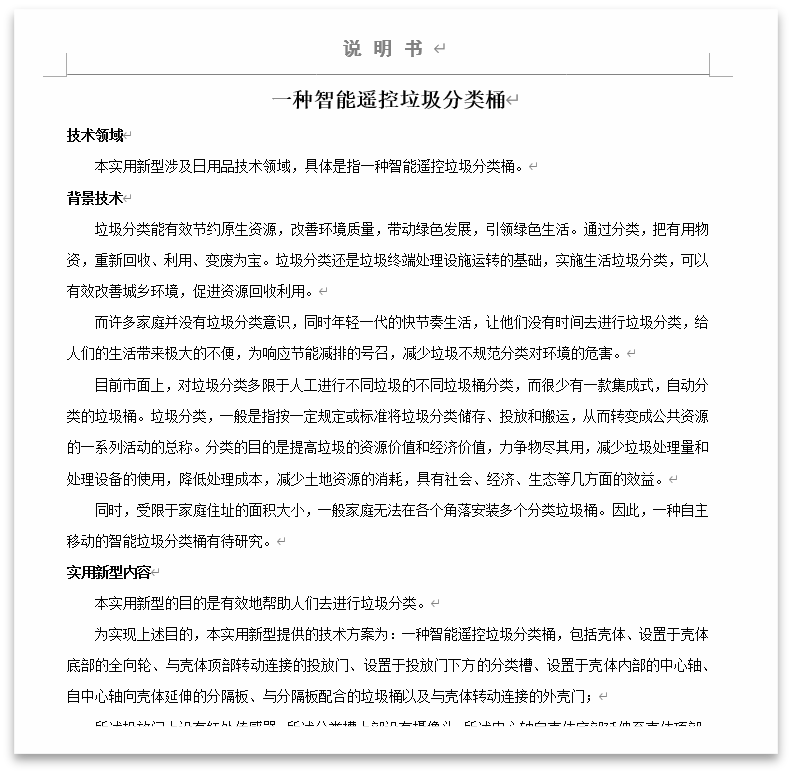 说 明 书
一种智能遥控垃圾分类桶
技术领域
本实用新型涉及日用品技术领域，具体是指一种智能遥控垃圾分类桶。
背景技术
垃圾分类能有效节约原生资源，改善环境质量，带动绿色发展，引领绿色生活。通过分类，把有用物
资，重新回收、利用、变废为宝。垃圾分类还是垃圾终端处理设施运转的基础，实施生活垃圾分类，可以
有效改善城乡环境，促进资源回收利用。
而许多家庭并没有垃圾分类意识，同时年轻一代的快节奏生活，让他们没有时间去进行垃圾分类，给
人们的生活带来极大的不便，为响应节能减排的号召，减少垃圾不规范分类对环境的危害。
目前市面上，对垃圾分类多限于人工进行不同垃圾的不同垃圾桶分类，而很少有一款集成式，自动分
类的垃圾桶。垃圾分类，一般是指按一定规定或标准将垃圾分类储存、投放和搬运，从而转变成公共资源
的一系列活动的总称。分类的目的是提高垃圾的资源价值和经济价值，力争物尽其用，减少垃圾处理量和
处理设备的使用，降低处理成本，减少土地资源的消耗，具有社会、经济、生态等几方面的效益。
同时，受限于家庭住址的面积大小，一般家庭无法在各个角落安装多个分类垃圾桶。因此，一种自主
移动的智能垃圾分类桶有待研究。
实用新型内容
本实用新型的目的是有效地帮助人们去进行垃圾分类。
为实现上述目的，本实用新型提供的技术方案为：一种智能遥控垃圾分类桶，包括壳体、设置于壳体
底部的全向轮、与壳体顶部转动连接的投放门、设置于投放门下方的分类槽、设置于壳体内部的中心轴、
自中心轴向壳体延伸的分隔板、与分隔板配合的垃圾桶以及与壳体转动连接的外壳门；